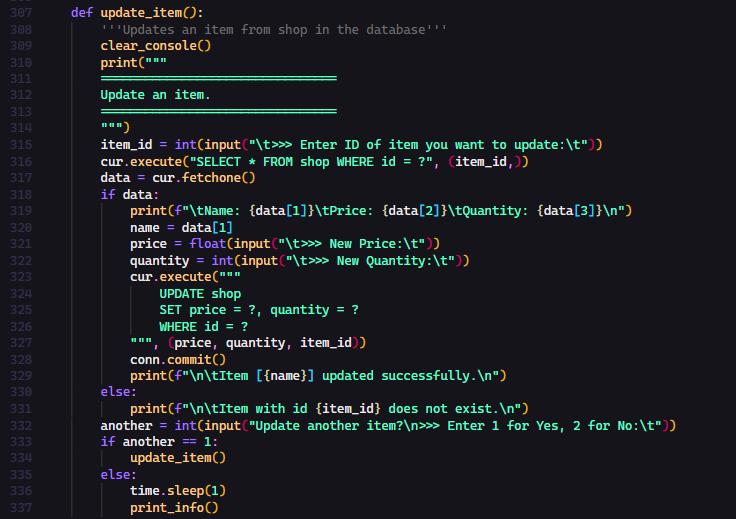 307 def update_item():
308 '''Updates an item from shop in the database'''
309 clear_console()
310 print("""
311 ================================
312 Update an item.
313 ================================
314 """)
315 item_id = int(input("\t>>> Enter ID of item you want to update:\t"))
316 cur.execute("SELECT * FROM shop WHERE id = ?", (item_id,))
317 data = cur.fetchone()
318 if data:
319 print(f"\tName: {data[1]}\tPrice: {data[2]}\tQuantity: {data[3]}\n")
320 name = data[1]
321 price = float(input("\t>>> New Price:\t"))
322 quantity = int(input("\t>>> New Quantity:\t"))
323 cur.execute("""
324 UPDATE shop
325 SET price = ?, quantity = ?
326 WHERE id = ?
327 """, (price, quantity, item_id))
328 conn.commit()
329 print(f"\n\tItem [{name}] updated successfully.\n")
330 else:
331 print(f"\n\tItem with id {item_id} does not exist.\n")
332 another = int(input("Update another item?\n>>> Enter 1 for Yes, 2 for No:\t"))
333 if another == 1:
334 update_item()
335 else:
336 time.sleep(1)
337 print_info()